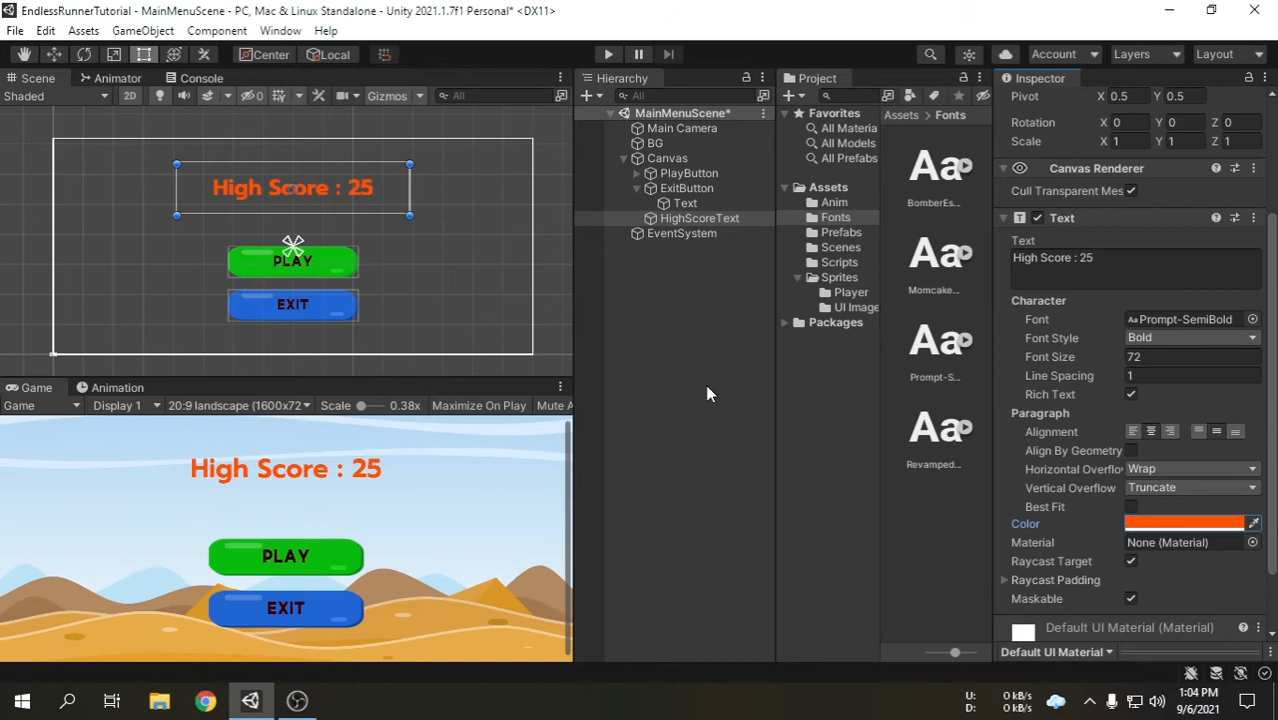 EndlessRunnerTutorial - MainMenuScene - PC, Mac & Linux Standalone - Unity 2021.1.7f1 Personal* <DX11>
File Edit Assets GameObject Component Window Help
Center Local Account Layers Layout
Scene Animator Console
Shaded 2D 0 Gizmos All
High Score : 25
PLAY
EXIT
Game Animation
Game Display 1 20:9 landscape (1600x72 Scale 0.38x Maximize On Play Mute A
High Score : 25
PLAY
EXIT
Hierarchy
All
MainMenuScene*
Main Camera
BG
Canvas
PlayButton
ExitButton
Text
HighScoreText
EventSystem
Project
Favorites
All Materia
All Models
All Prefabs
Assets
Anim
Fonts
Prefabs
Scenes
Scripts
Sprites
Player
UI Image
Packages
Assets Fonts
Aa
BomberEs...
Aa
Momcake...
Aa
Prompt-S...
Aa
Revamped...
Inspector
Pivot X 0.5 Y 0.5
Rotation X 0 Y 0 Z 0
Scale X 1 Y 1 Z 1
Canvas Renderer
Cull Transparent Mes
Text
Text
High Score : 25
Character
Font Aa Prompt-SemiBold
Font Style Bold
Font Size 72
Line Spacing 1
Rich Text
Paragraph
Alignment
Align By Geometry
Horizontal Overflo Wrap
Vertical Overflow Truncate
Best Fit
Color
Material None (Material)
Raycast Target
Raycast Padding
Maskable
Default UI Material (Material)
Default UI Material
U: 0 kB/s
D: 0 kB/s
1:04 PM
9/6/2021